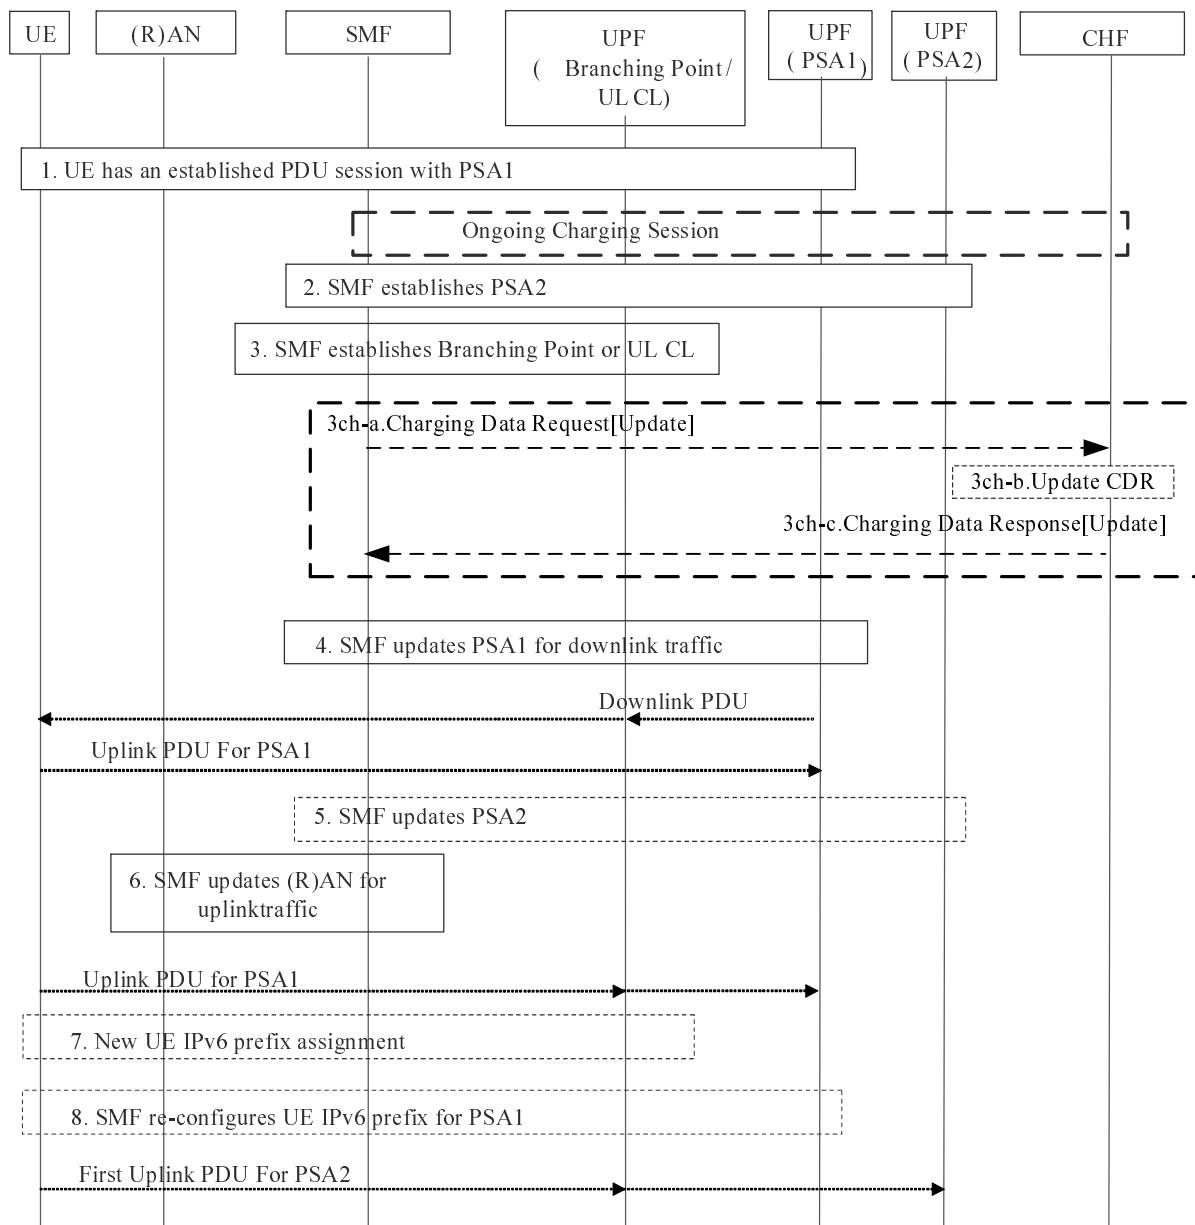 UE
(R)AN
SMF
UPF
( Branching Point /
UL CL)
UPF
( PSA1)
UPF
( PSA2)
CHF
1. UE has an established PDU session with PSA1
Ongoing Charging Session
2. SMF establishes PSA2
3. SMF establishes Branching Point or UL CL
3ch-a.Charging Data Request[Update]
3ch-b.Update CDR
3ch-c.Charging Data Response[Update]
4. SMF updates PSA1 for downlink traffic
Downlink PDU
Uplink PDU For PSA1
5. SMF updates PSA2
6. SMF updates (R)AN for
uplinktraffic
Uplink PDU for PSA1
7. New UE IPv6 prefix assignment
8. SMF re-configures UE IPv6 prefix for PSA1
First Uplink PDU For PSA2